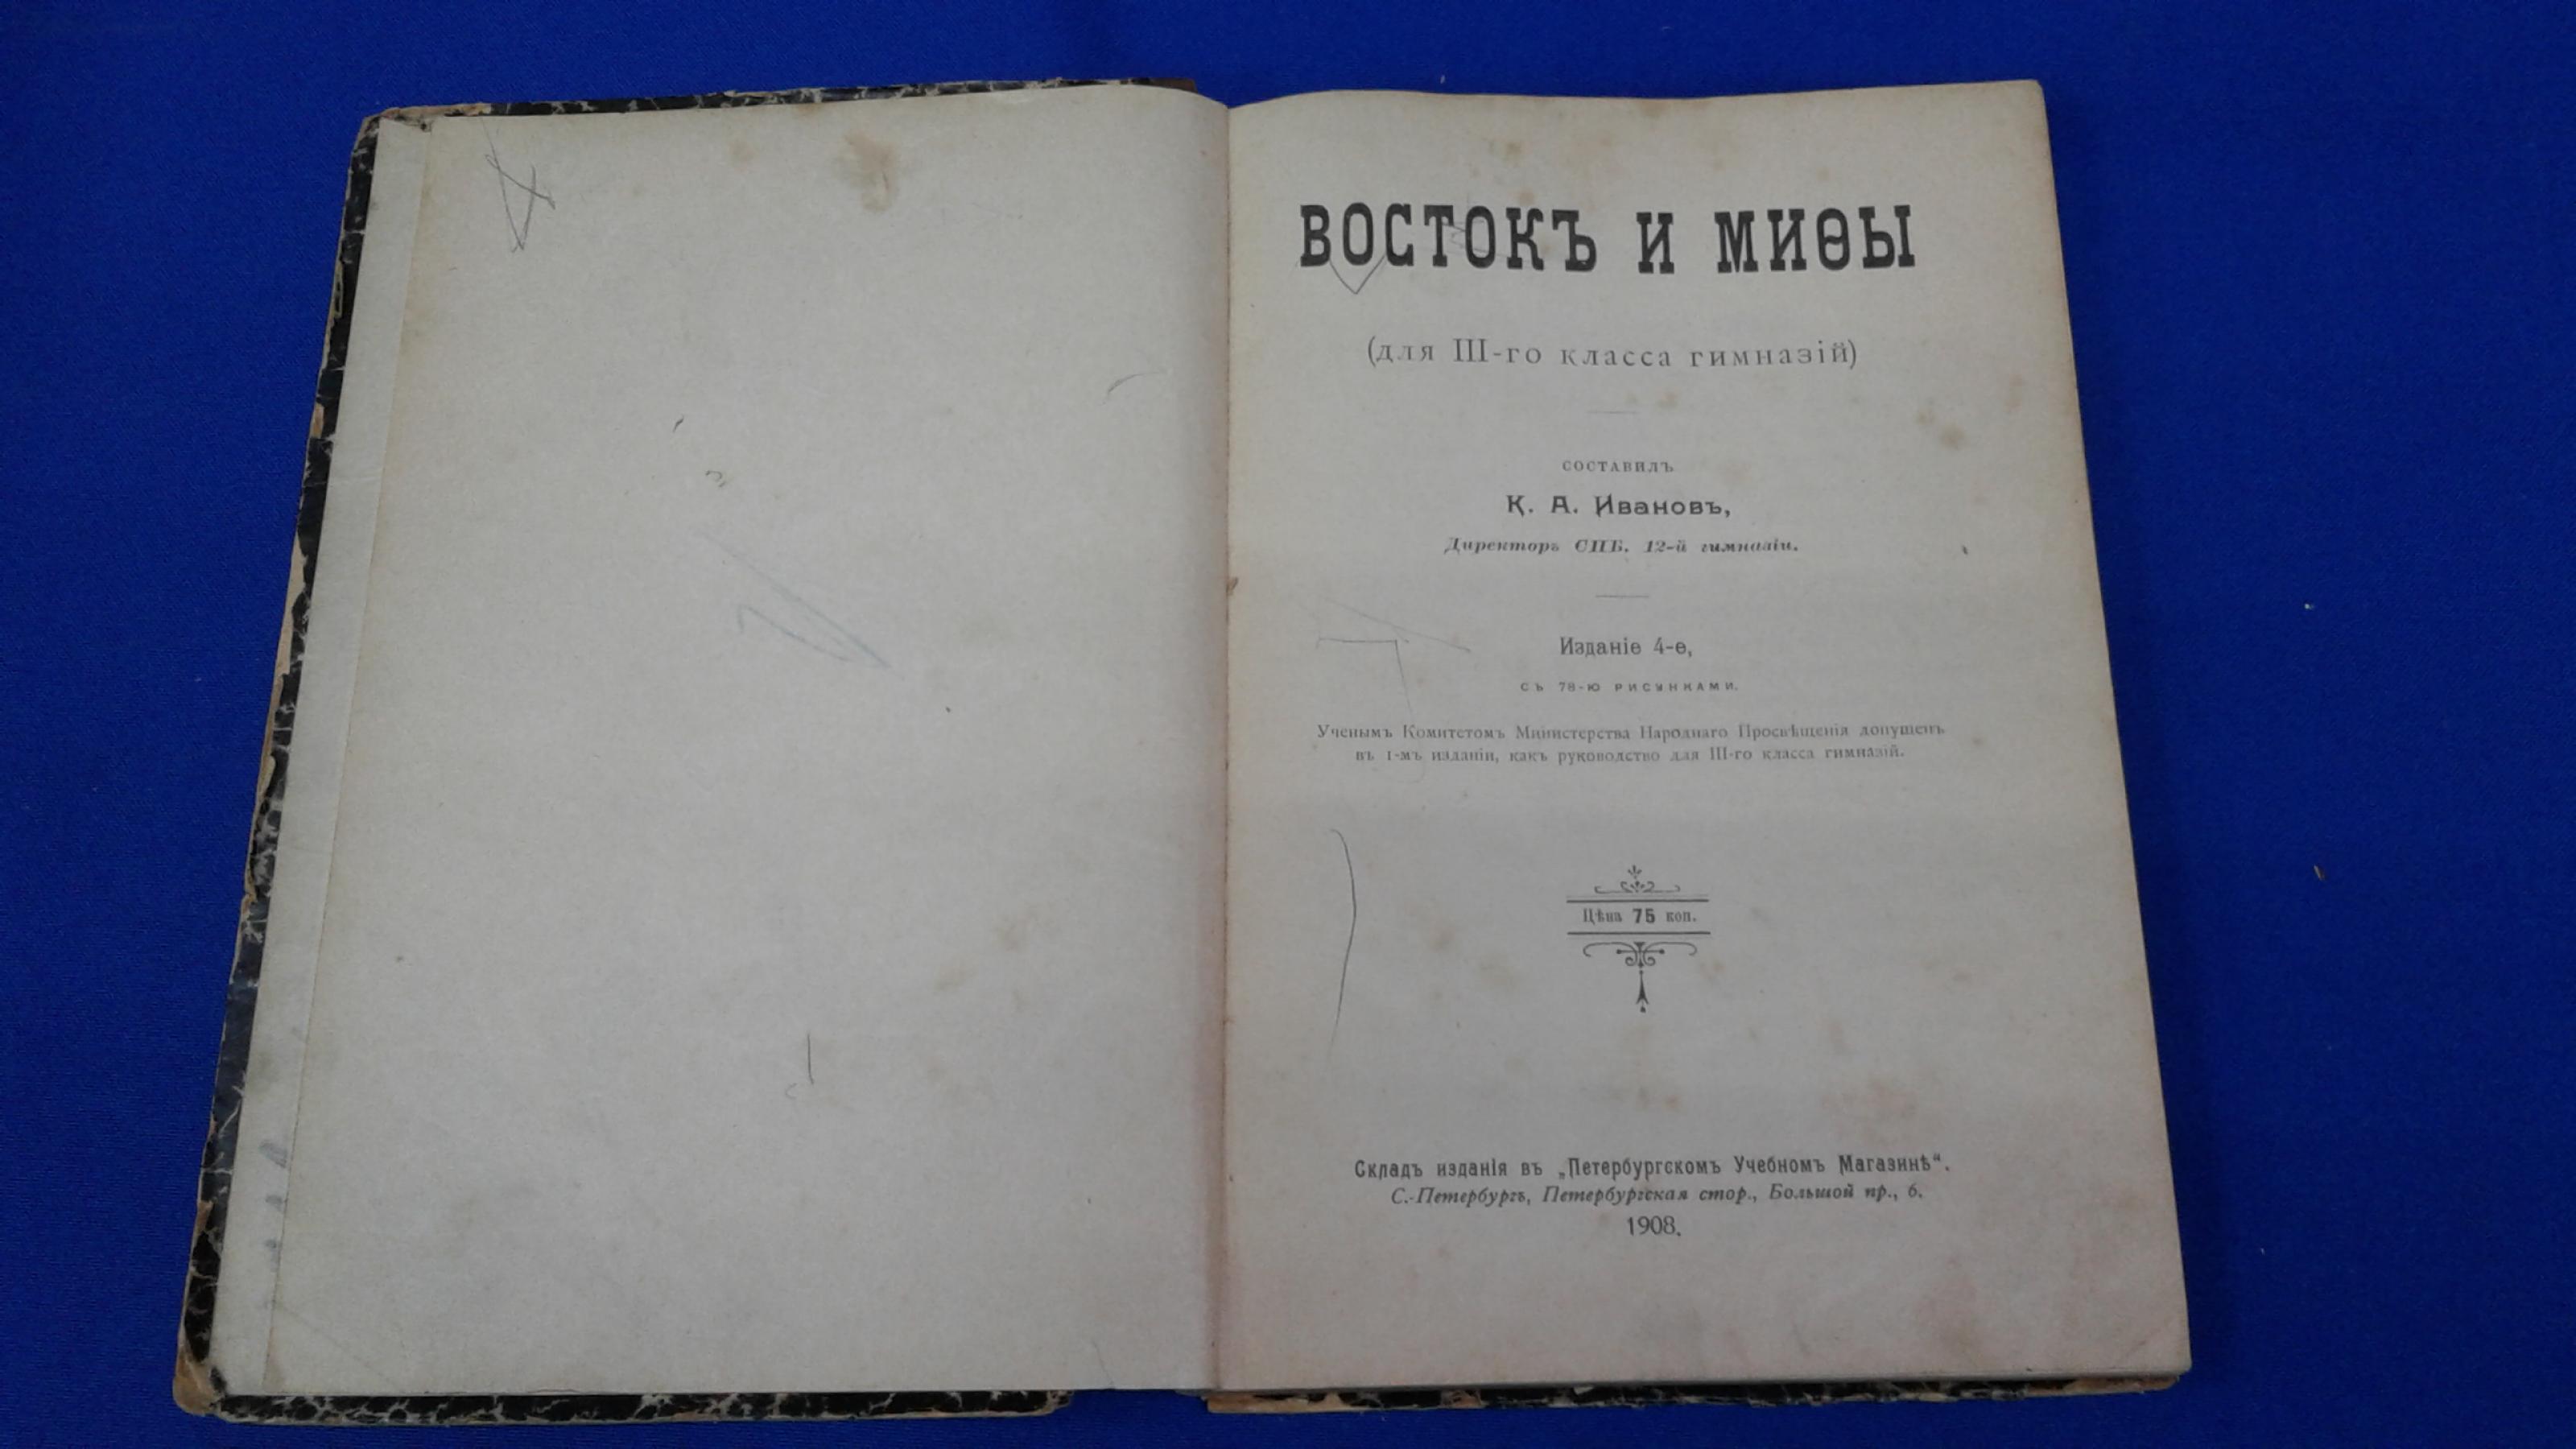 ВОСТОКЪ И МИѲЫ
(для III-го класса гимназій)
СОСТАВИЛЪ
К. А. Ивановъ,
Директоръ СПБ. 12-й гимназіи.
Изданіе 4-е,
СЪ 78-Ю РИСУНКАМИ.
Ученымъ Комитетомъ Министерства Народнаго Просвѣщенія допущенъ
въ 1-мъ изданіи, какъ руководство для III-го класса гимназій.
Цѣна 75 коп.
Складъ изданія въ „Петербургскомъ Учебномъ Магазинѣ“.
С.-Петербургъ, Петербургская стор., Большой пр., 6.
1908.